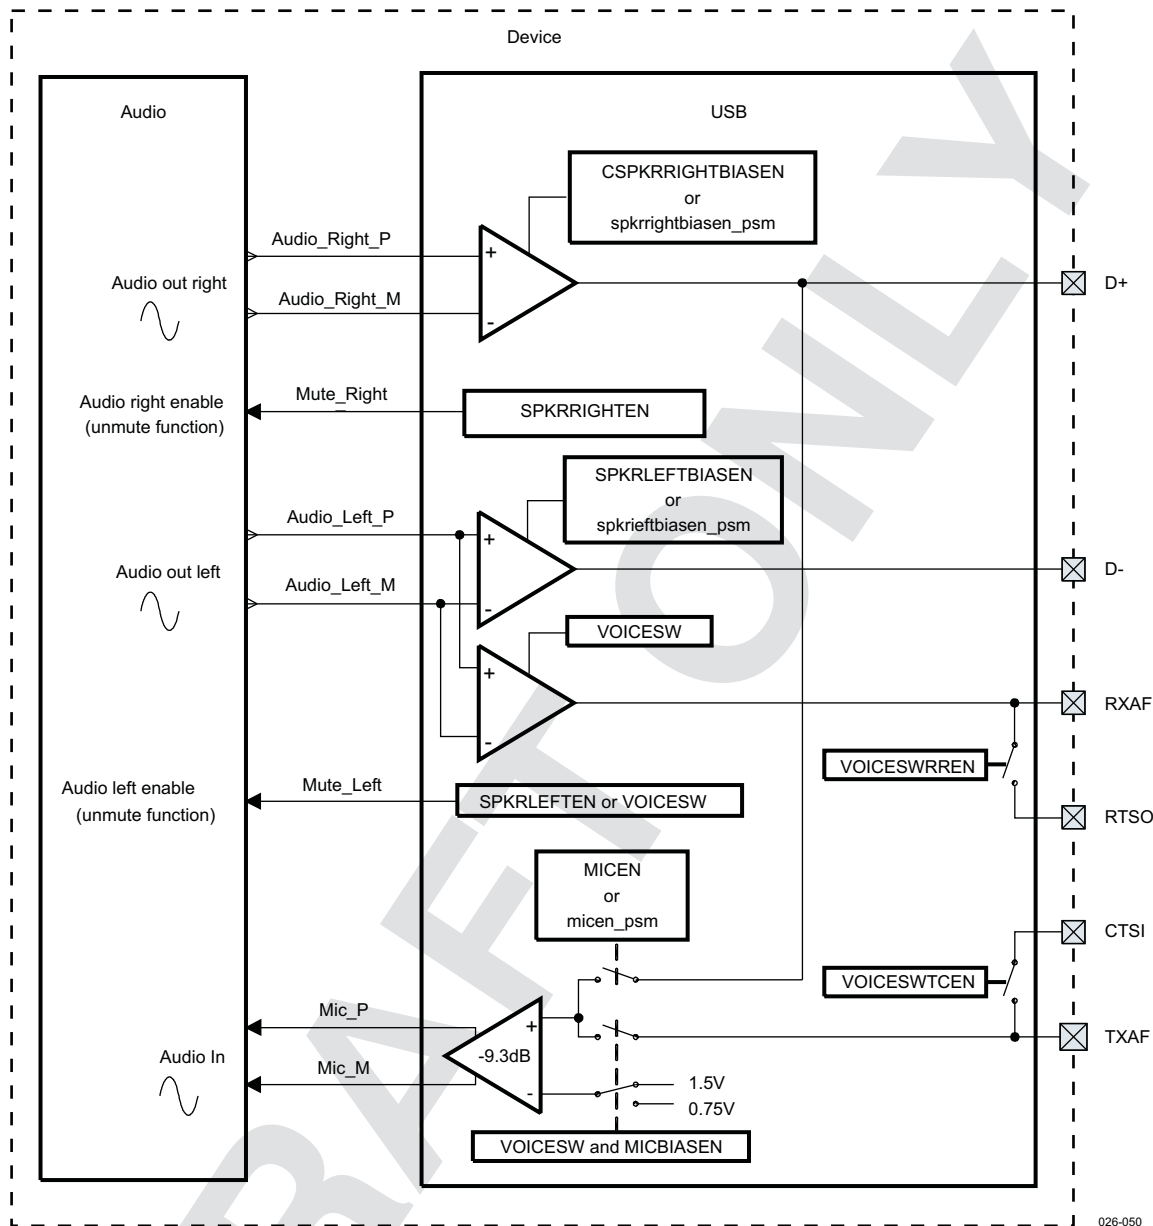 Device
Audio
USB
CSPKRRIGHTBIASEN
or
spkrrightbiasen_psm
Audio_Right_P
+
Audio out right
D+
Audio_Right_M
-
Mute_Right
Audio right enable
(unmute function)
SPKRRIGHTEN
SPKRLEFTBIASEN
or
spkrieftbiasen_psm
Audio_Left_P
+
Audio out left
D-
Audio_Left_M
-
VOICESW
+
RXAF
-
VOICESWRREN
Mute_Left
Audio left enable
(unmute function)
SPKRLEFTEN or VOICESW
RTSO
MICEN
or
micen_psm
CTSI
VOICESWTCEN
Mic_P
+
TXAF
Audio In
-9.3dB
Mic_M
-
1.5V
0.75V
VOICESW and MICBIASEN
026-050
RAFT ONLY